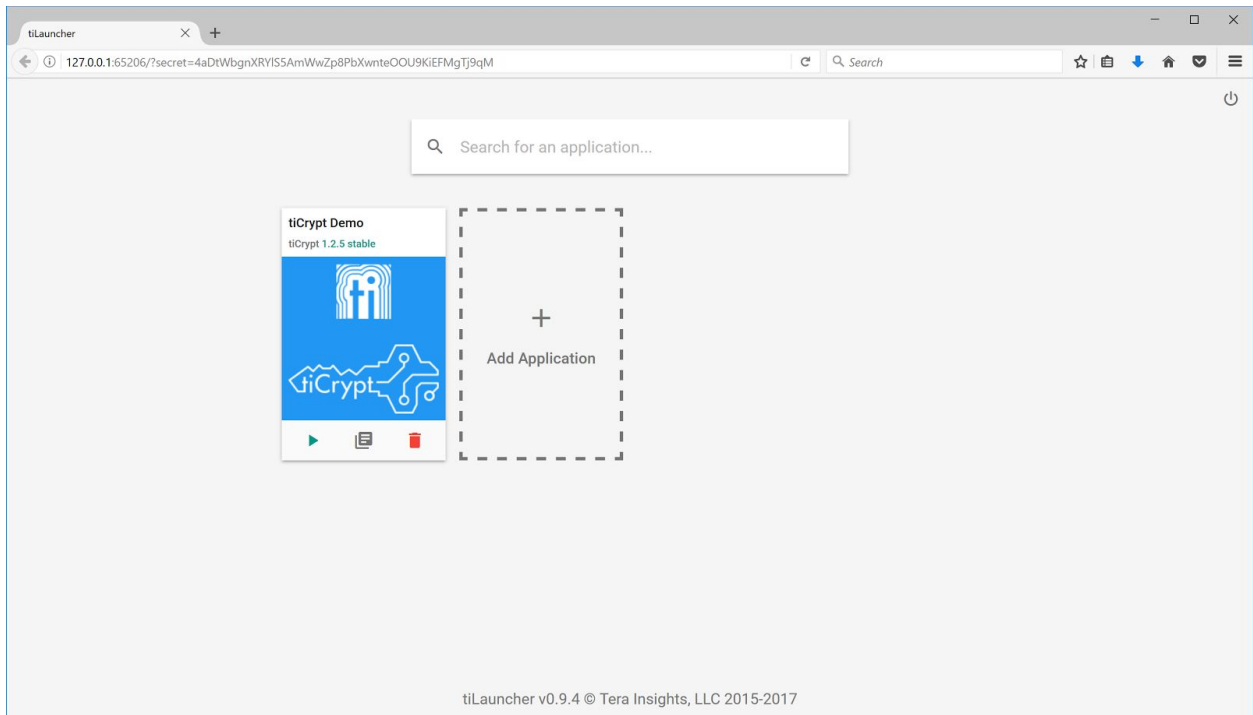 tiLauncher
127.0.0.1:65206/?secret=4aDtWbgnXRYlS5AmWwZp8PbXwnteOOU9KiEFMgTj9qM
Search
Search for an application...
tiCrypt Demo
tiCrypt 1.2.5 stable
ti
tiCrypt
Add Application
tiLauncher v0.9.4 © Tera Insights, LLC 2015-2017